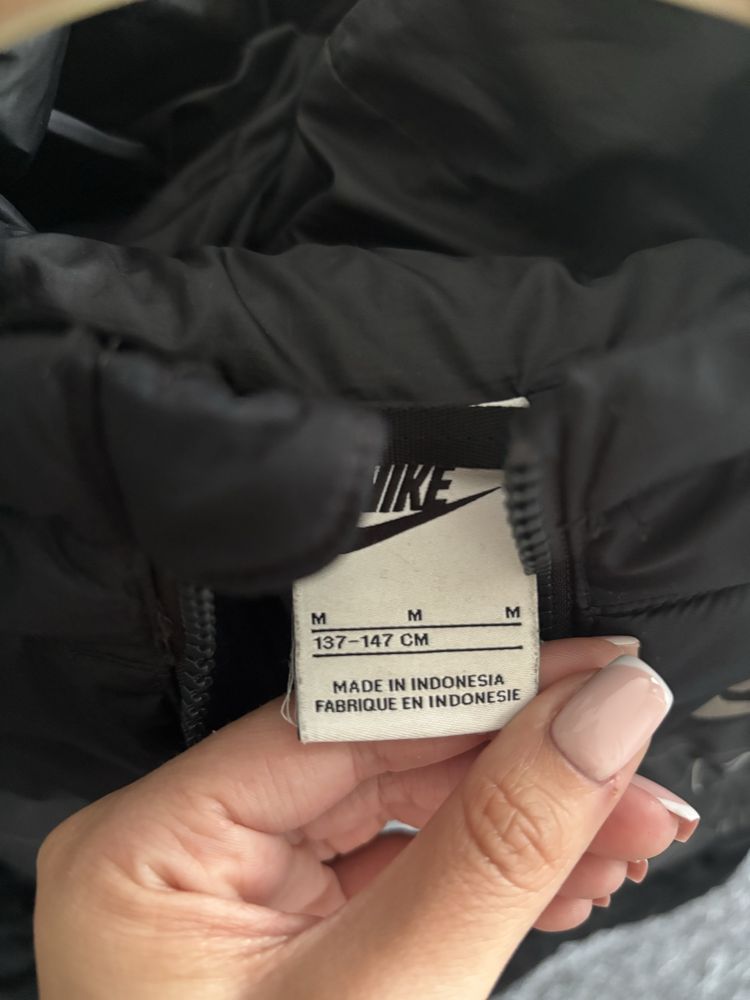 NIKE
M M M
137-147 CM
MADE IN INDONESIA
FABRIQUE EN INDONESIE